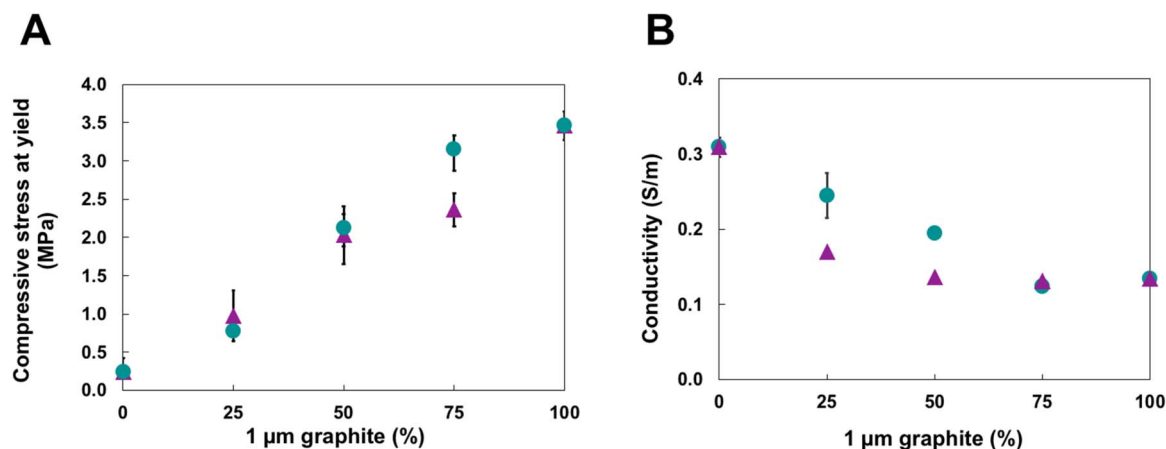 A
4.0
3.5
3.0
2.5
2.0
1.5
1.0
0.5
0.0
Compressive stress at yield
(MPa)
0 25 50 75 100
1 µm graphite (%)
B
0.4
0.3
0.2
0.1
0.0
Conductivity (S/m)
0 25 50 75 100
1 µm graphite (%)